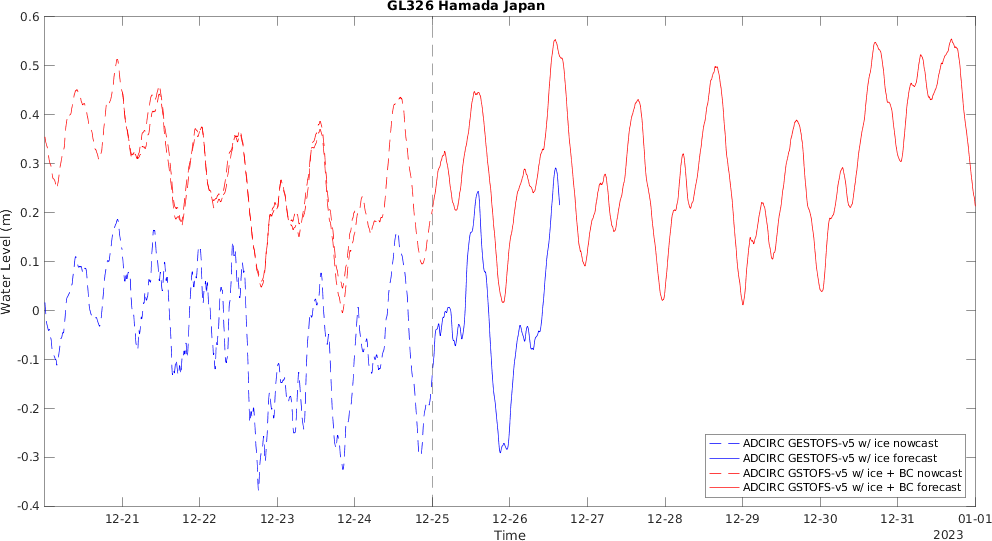 GL326 Hamada Japan
0.6
0.5
0.4
0.3
0.2
0.1
0
-0.1
-0.2
-0.3
-0.4
Water Level (m)
ADCIRC GESTOFS-v5 w/ ice nowcast
ADCIRC GESTOFS-v5 w/ ice forecast
ADCIRC GSTOFS-v5 w/ ice + BC nowcast
ADCIRC GSTOFS-v5 w/ ice + BC forecast
12-21 12-22 12-23 12-24 12-25 12-26 12-27 12-28 12-29 12-30 12-31 01-01
Time
2023